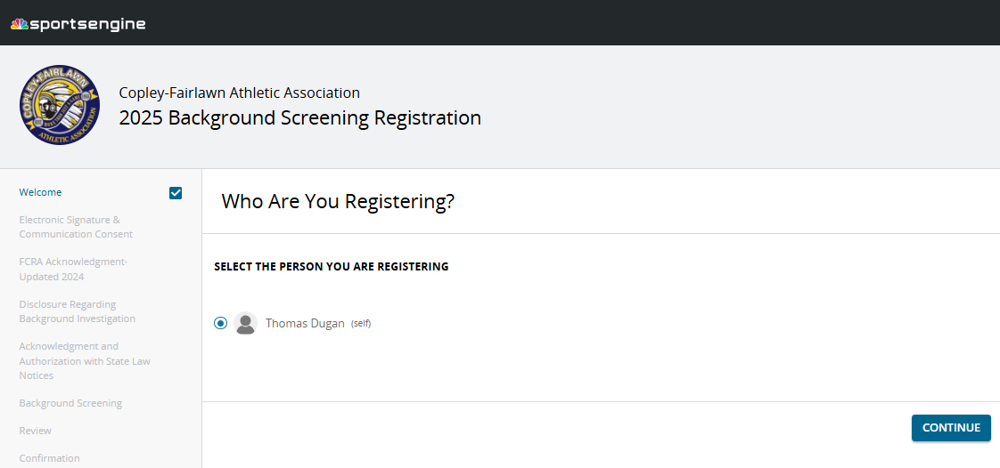 sportsengine
COPLEY-FAIRLAWN
ATHLETIC ASSOCIATION
Copley-Fairlawn Athletic Association
2025 Background Screening Registration
Welcome
Electronic Signature &
Communication Consent
FCRA Acknowledgment-
Updated 2024
Disclosure Regarding
Background Investigation
Acknowledgment and
Authorization with State Law
Notices
Background Screening
Review
Confirmation
Who Are You Registering?
SELECT THE PERSON YOU ARE REGISTERING
Thomas Dugan (self)
CONTINUE